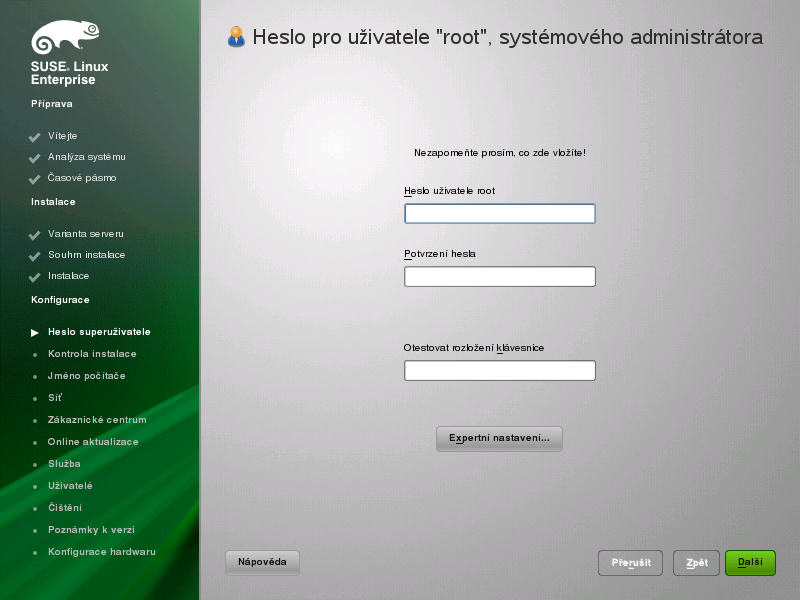 SUSE® Linux
Enterprise
Příprava
Vítejte
Analýza systému
Časové pásmo
Instalace
Varianta serveru
Souhrn instalace
Instalace
Konfigurace
Heslo superuživatele
Kontrola instalace
Jméno počítače
Síť
Zákaznické centrum
Online aktualizace
Služba
Uživatelé
Čištění
Poznámky k verzi
Konfigurace hardwaru
Heslo pro uživatele "root", systémového administrátora
Nezapomeňte prosím, co zde vložíte!
Heslo uživatele root
Potvrzení hesla
Otestovat rozložení klávesnice
Expertní nastavení...
Nápověda
Přerušit
Zpět
Další